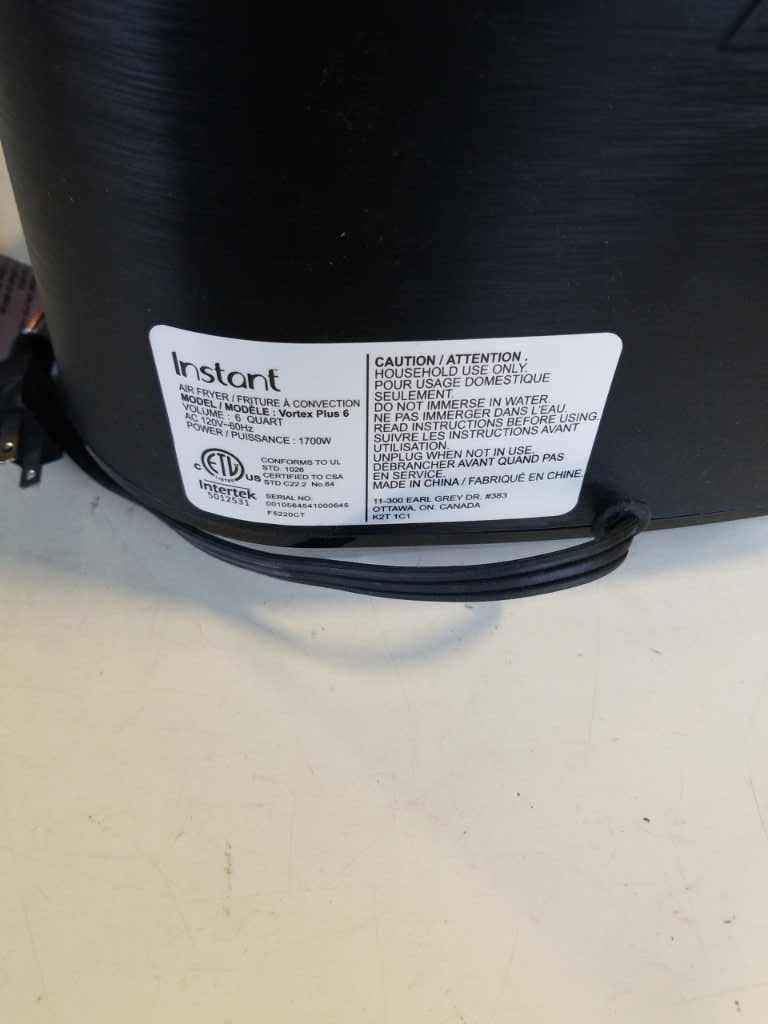 Instant
AIR FRYER / FRITURE À CONVECTION
MODEL / MODÈLE : Vortex Plus 6
VOLUME : 6 QUART
AC 120V~60Hz
POWER / PUISSANCE : 1700W
C ETL US
LISTED
Intertek
5012531
CONFORMS TO UL
STD. 1026
CERTIFIED TO CSA
STD C22.2 No.64
SERIAL NO:
0010564641000645
F5220CT
CAUTION / ATTENTION :
HOUSEHOLD USE ONLY.
POUR USAGE DOMESTIQUE
SEULEMENT.
DO NOT IMMERSE IN WATER.
NE PAS IMMERGER DANS L'EAU.
READ INSTRUCTIONS BEFORE USING.
SUIVRE LES INSTRUCTIONS AVANT
UTILISATION.
UNPLUG WHEN NOT IN USE.
DÉBRANCHER AVANT QUAND PAS
EN SERVICE.
MADE IN CHINA / FABRIQUÉ EN CHINE.
11-300 EARL GREY DR. #383
OTTAWA, ON. CANADA
K2T 1C1